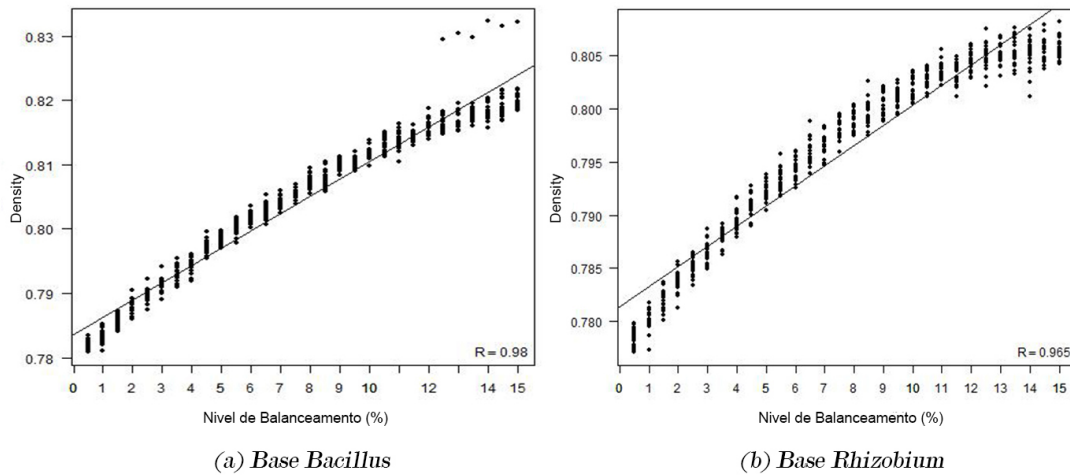 0.83
0.82
0.81
0.80
0.79
0.78
Density
R = 0.98
0 1 2 3 4 5 6 7 8 9 10 12 13 14 15
Nivel de Balanceamento (%)
(a) Base Bacillus
0.805
0.800
0.795
0.790
0.785
0.780
Density
R = 0.965
0 1 2 3 4 5 6 7 8 9 10 11 12 13 14 15
Nivel de Balanceamento (%)
(b) Base Rhizobium